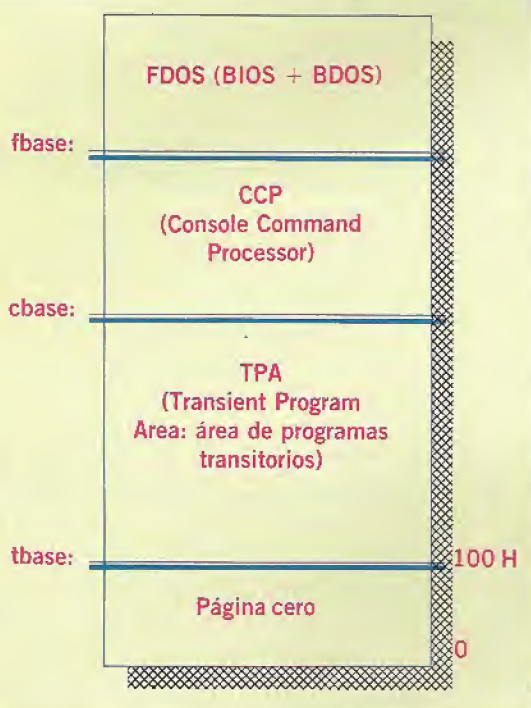 FDOS (BIOS + BDOS)
fbase:
CCP
(Console Command
Processor)
cbase:
TPA
(Transient Program
Area: área de programas
transitorios)
tbase:
100 H
Página cero
0